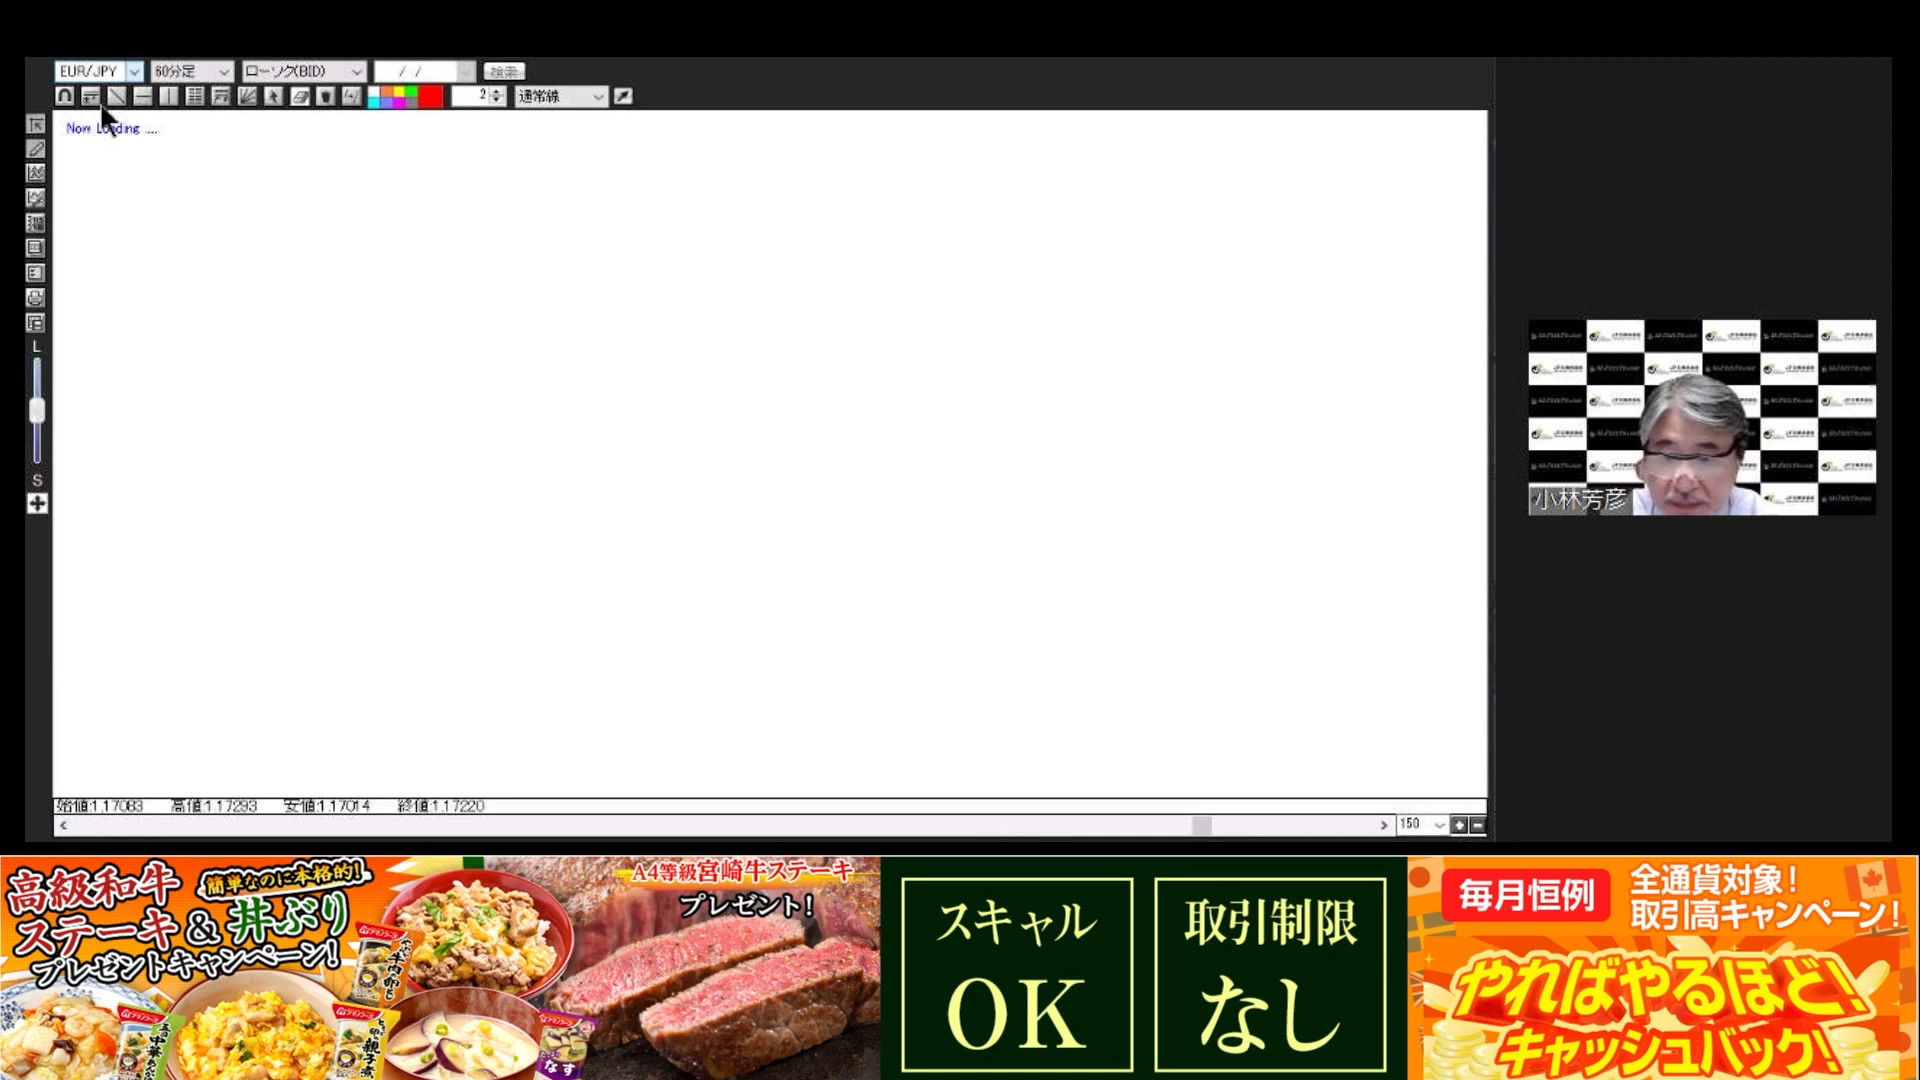 EUR/JPY 60分足 ローソク(BID) / / 検索
2 通常線
Now Loading ....
L
S
始値:1.17083 高値:1.17293 安値:1.17014 終値:1.17220
150
小林芳彦
高級和牛
ステーキ&丼ぶり
プレゼントキャンペーン!
簡単なのに本格的!
A4等級宮崎牛ステーキ
プレゼント!
スキャル
OK
取引制限
なし
毎月恒例
全通貨対象!
取引高キャンペーン!
やればやるほど!
キャッシュバック!